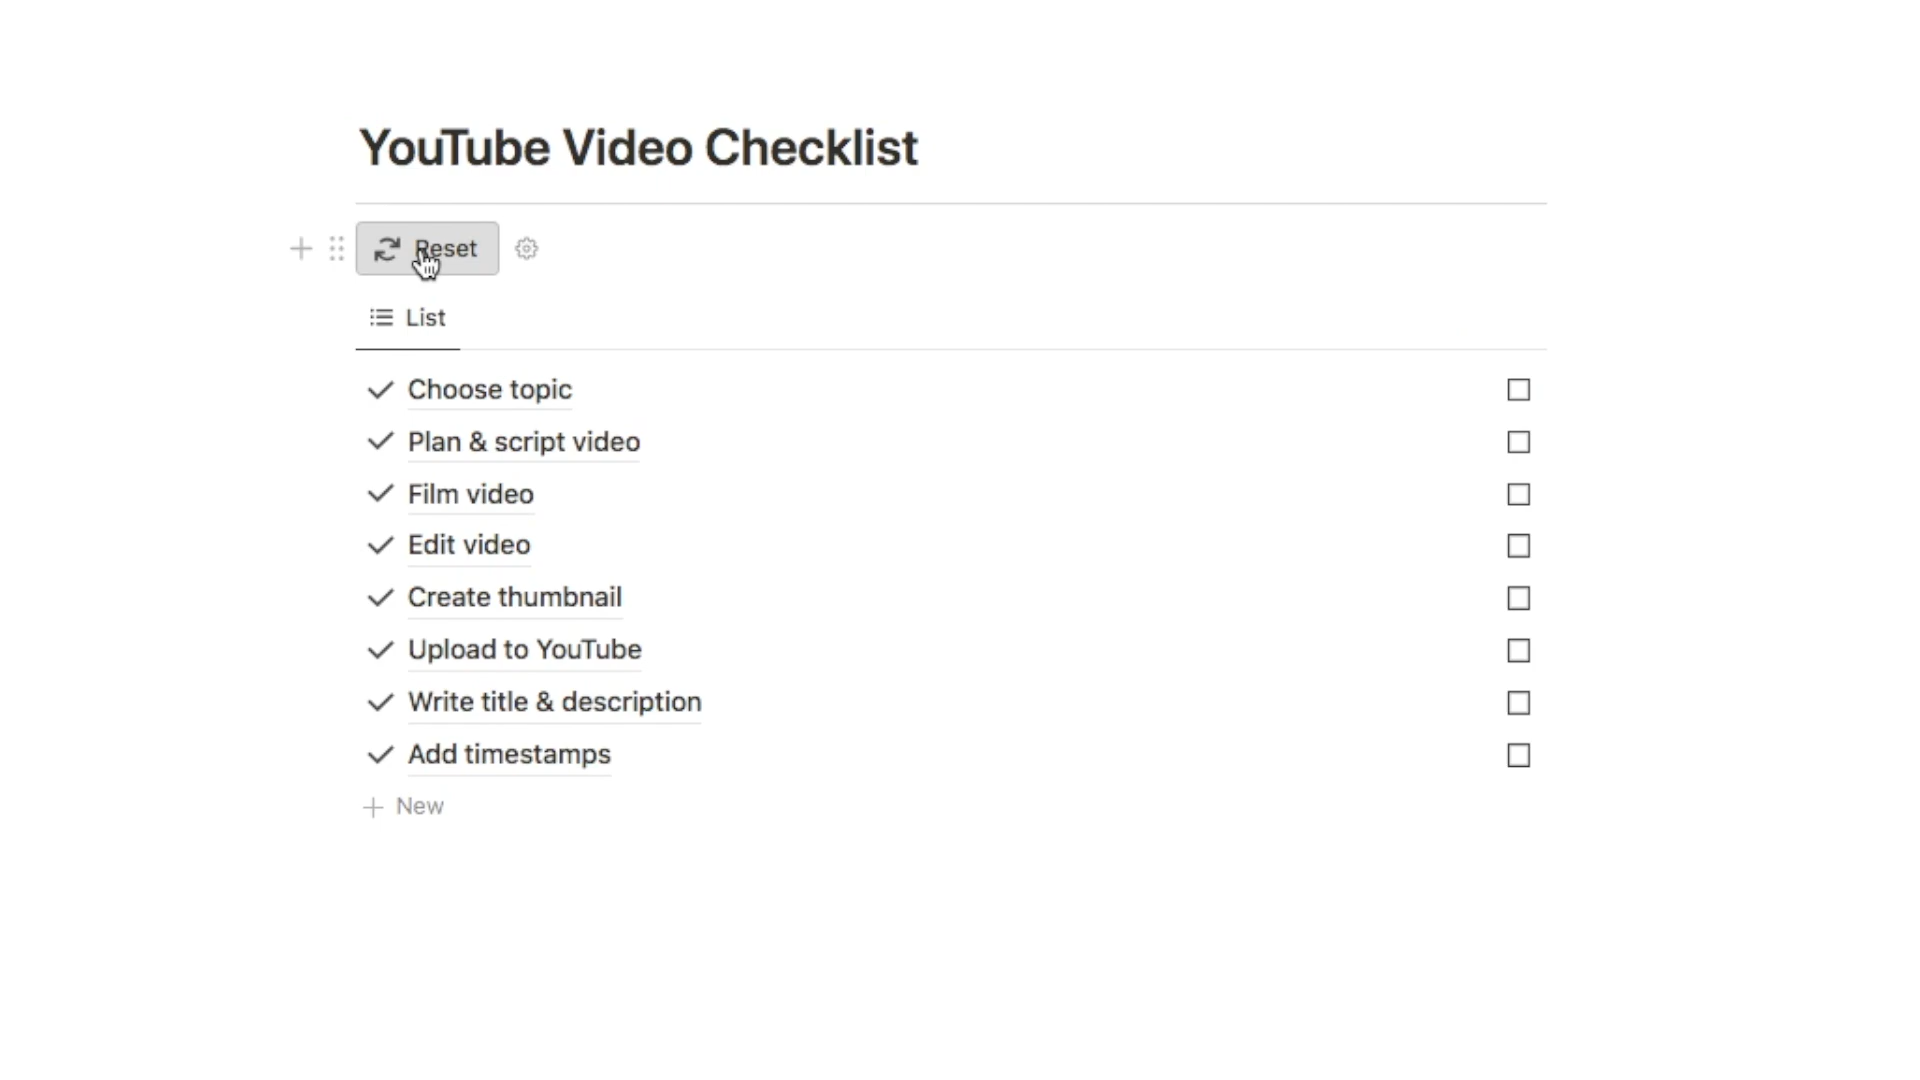 YouTube Video Checklist
Reset
List
Choose topic
Plan & script video
Film video
Edit video
Create thumbnail
Upload to YouTube
Write title & description
Add timestamps
New